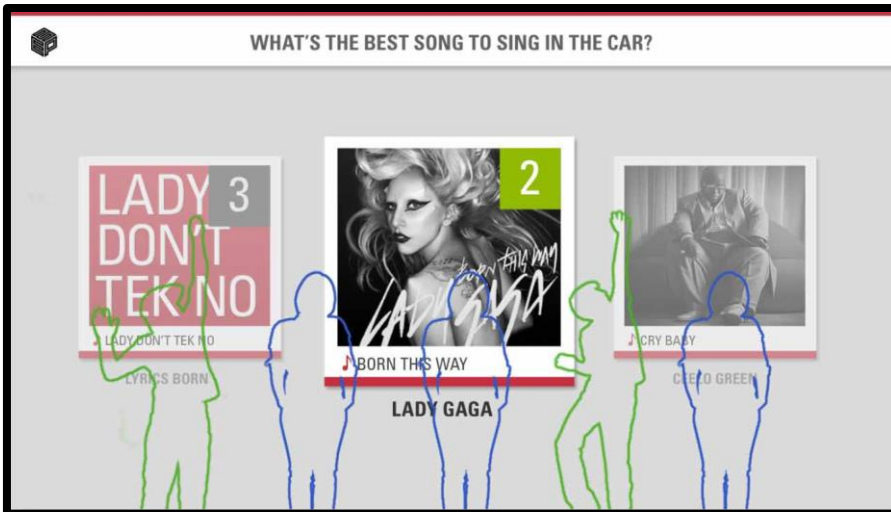 WHAT'S THE BEST SONG TO SING IN THE CAR?
LADY 3
DON'T
TEK NO
♪ LADY DON'T TEK NO
LYRICS BORN
2
BORN THIS WAY
LADY GAGA
♪ BORN THIS WAY
LADY GAGA
♪ CRY BABY
CEELO GREEN